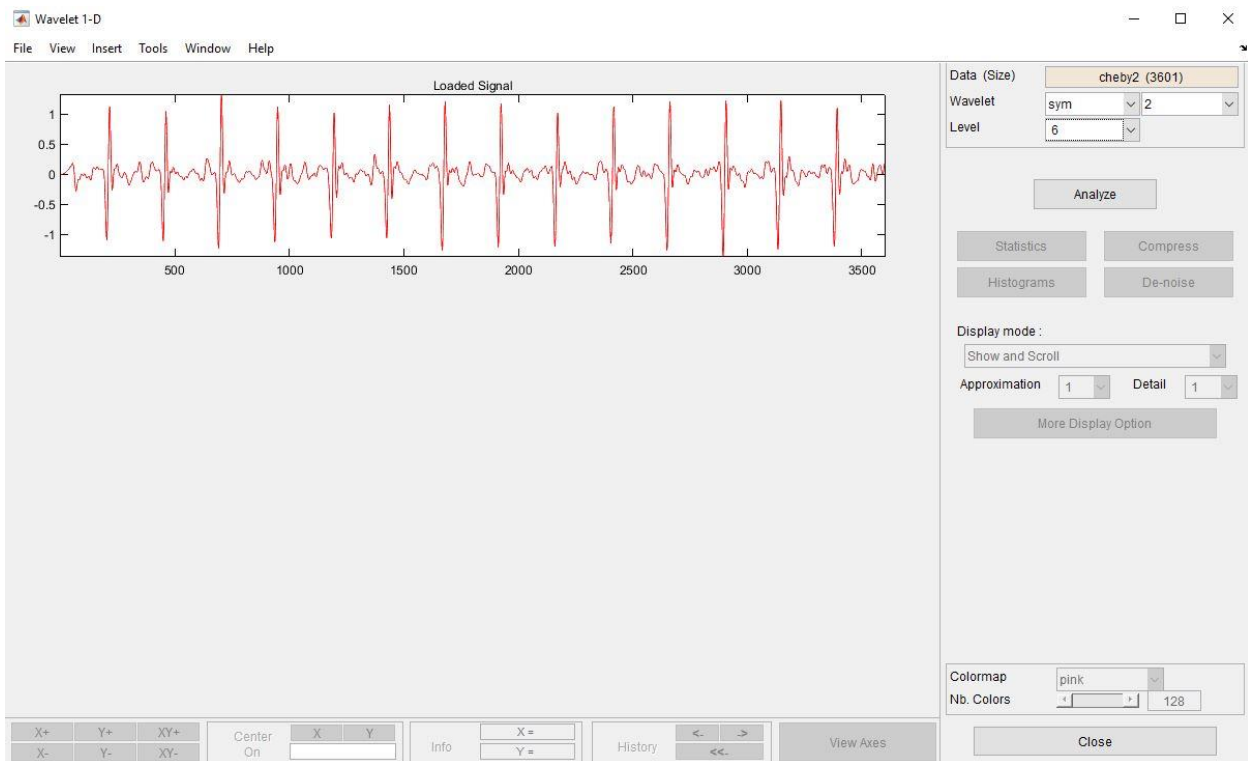 Wavelet 1-D
File View Insert Tools Window Help
Loaded Signal
1
0.5
0
-0.5
-1
500 1000 1500 2000 2500 3000 3500
Data (Size) cheby2 (3601)
Wavelet sym 2
Level 6
Analyze
Statistics Compress
Histograms De-noise
Display mode :
Show and Scroll
Approximation 1 Detail 1
More Display Option
Colormap pink
Nb. Colors 128
Close
X+ Y+ XY+
X- Y- XY-
Center
On
X Y
Info
X =
Y =
History
<- ->
<<-
View Axes